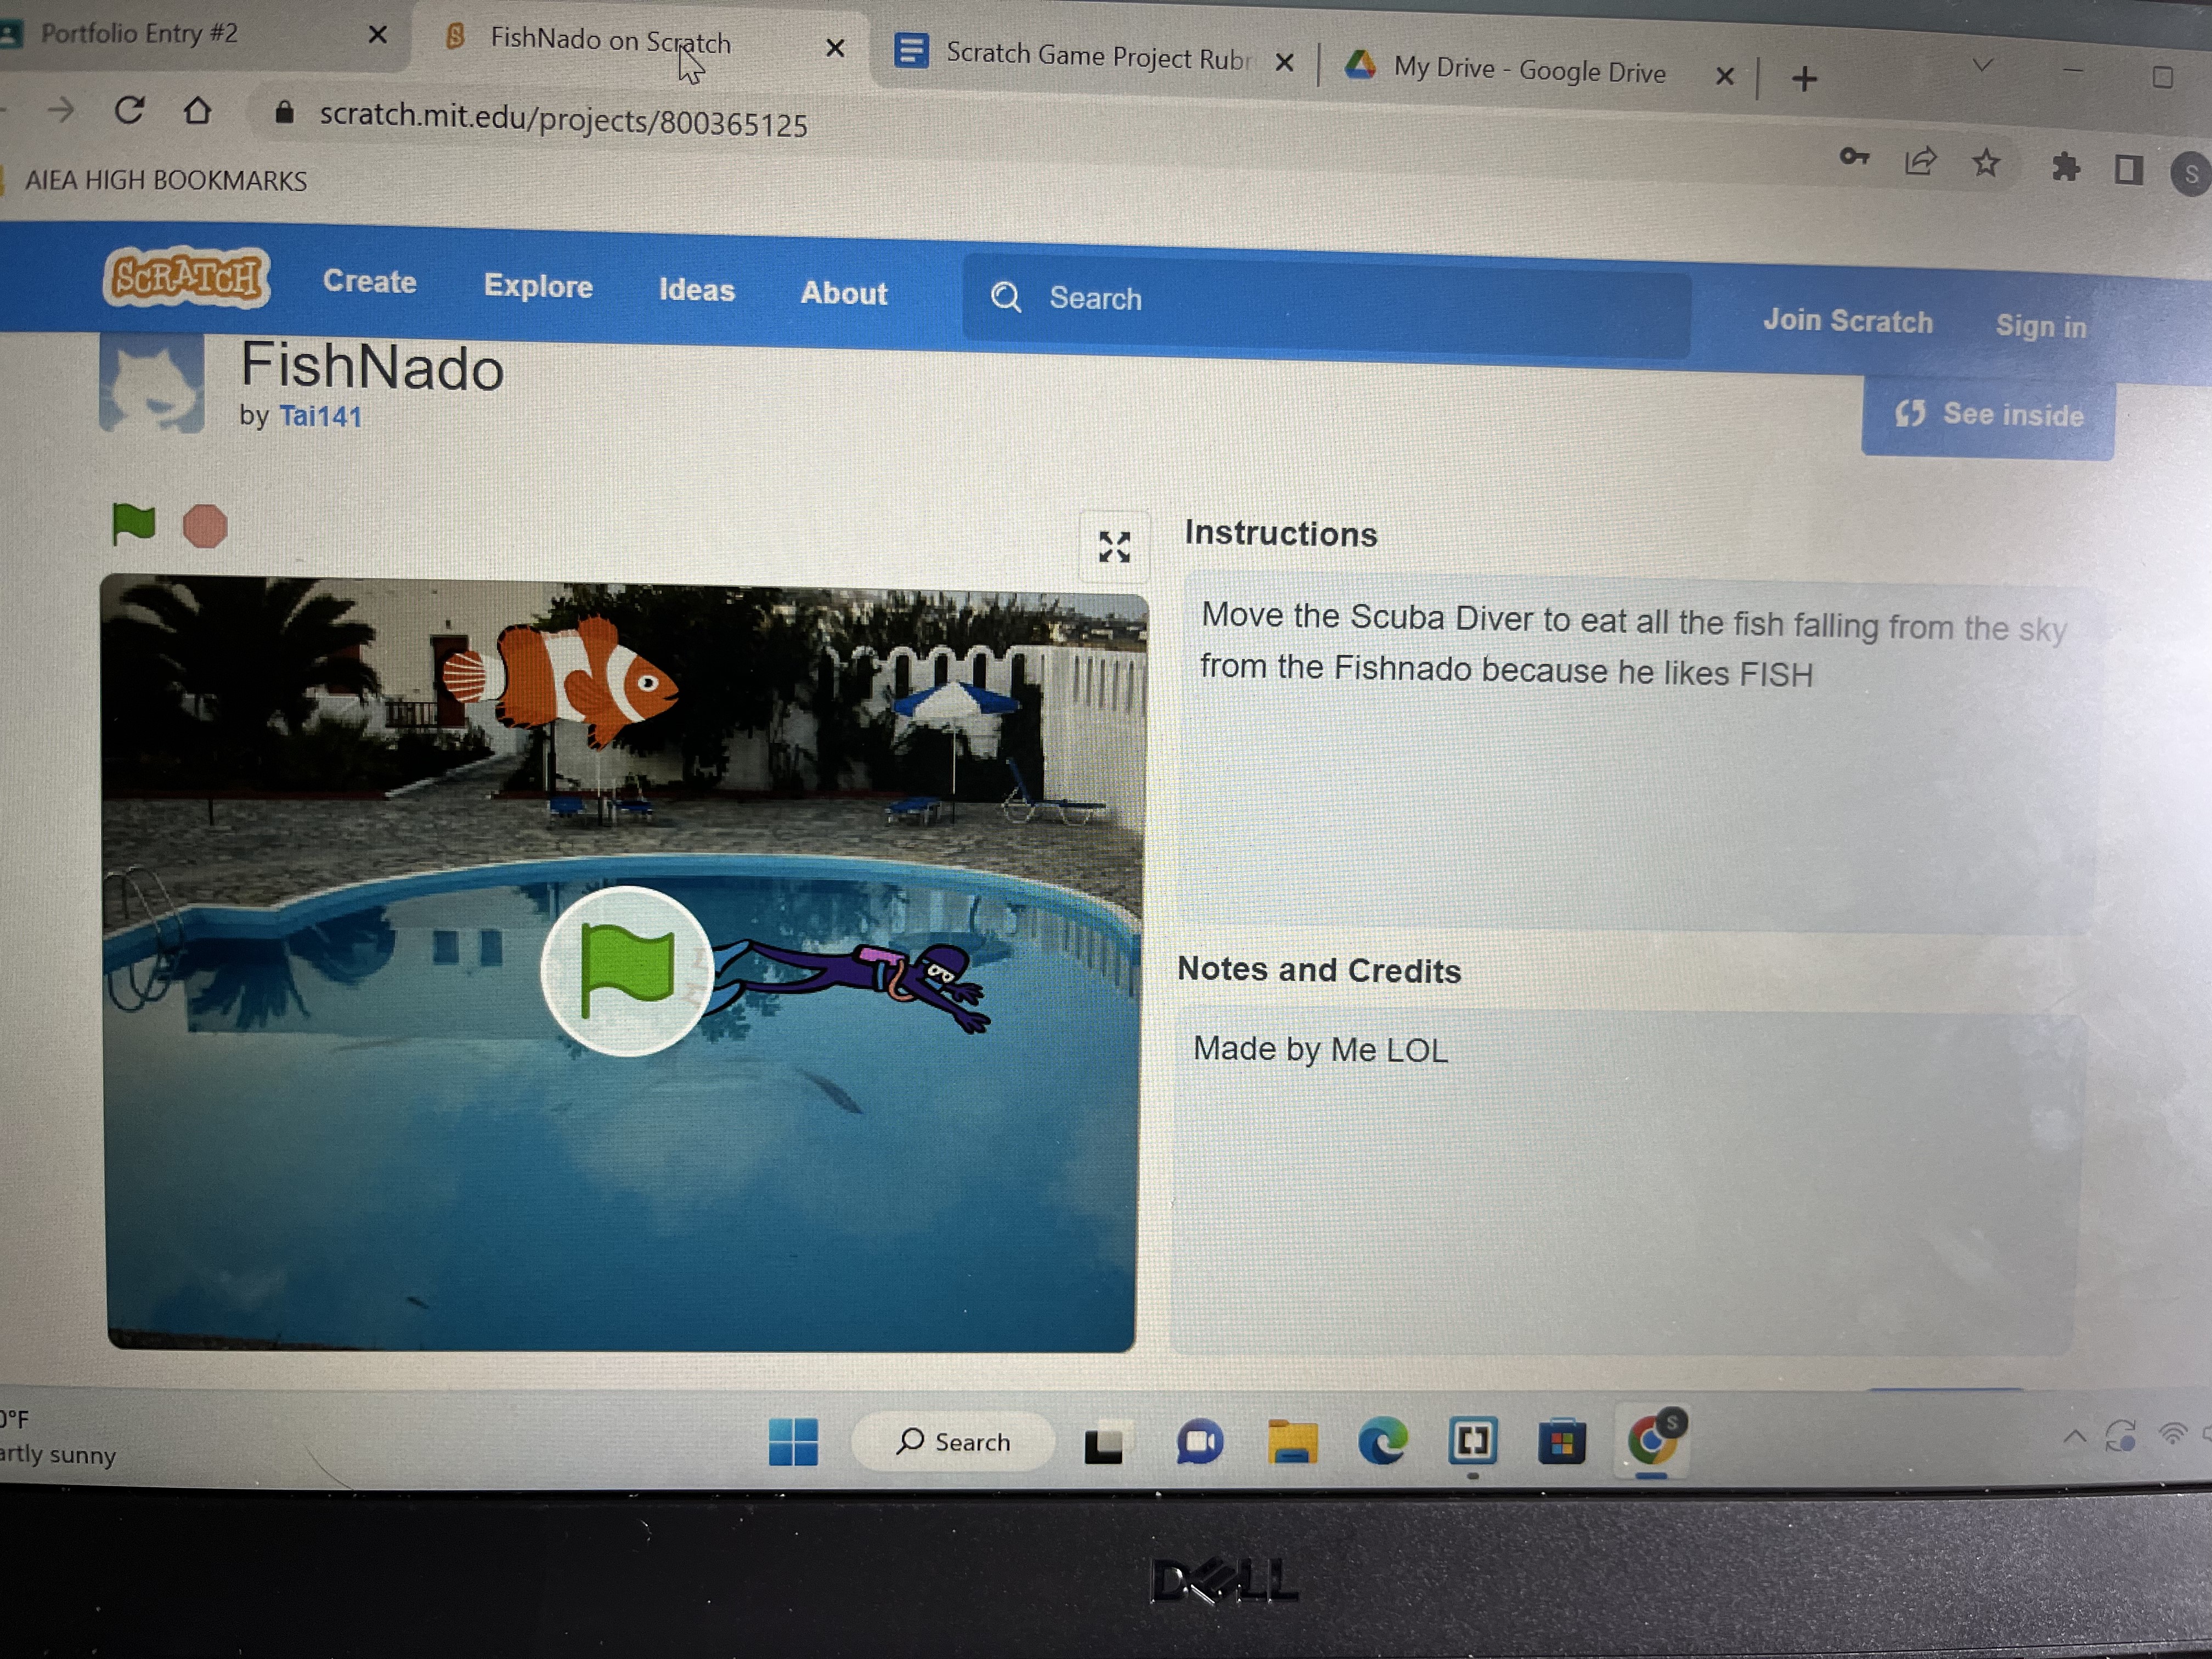 Portfolio Entry #2
FishNado on Scratch
Scratch Game Project Rubr
My Drive - Google Drive
scratch.mit.edu/projects/800365125
S
AIEA HIGH BOOKMARKS
SCRATCH
Create
Explore
Ideas
About
Search
Join Scratch
Sign in
FishNado
by Tai141
See inside
Instructions
Move the Scuba Diver to eat all the fish falling from the sky
from the Fishnado because he likes FISH
Notes and Credits
Made by Me LOL
0°F
artly sunny
Search
S
DELL